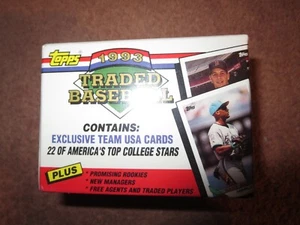 Topps
1993
TRADED
BASEBALL
CONTAINS:
EXCLUSIVE TEAM USA CARDS
22 OF AMERICA'S TOP COLLEGE STARS
PLUS
• PROMISING ROOKIES
• NEW MANAGERS
• FREE AGENTS AND TRADED PLAYERS